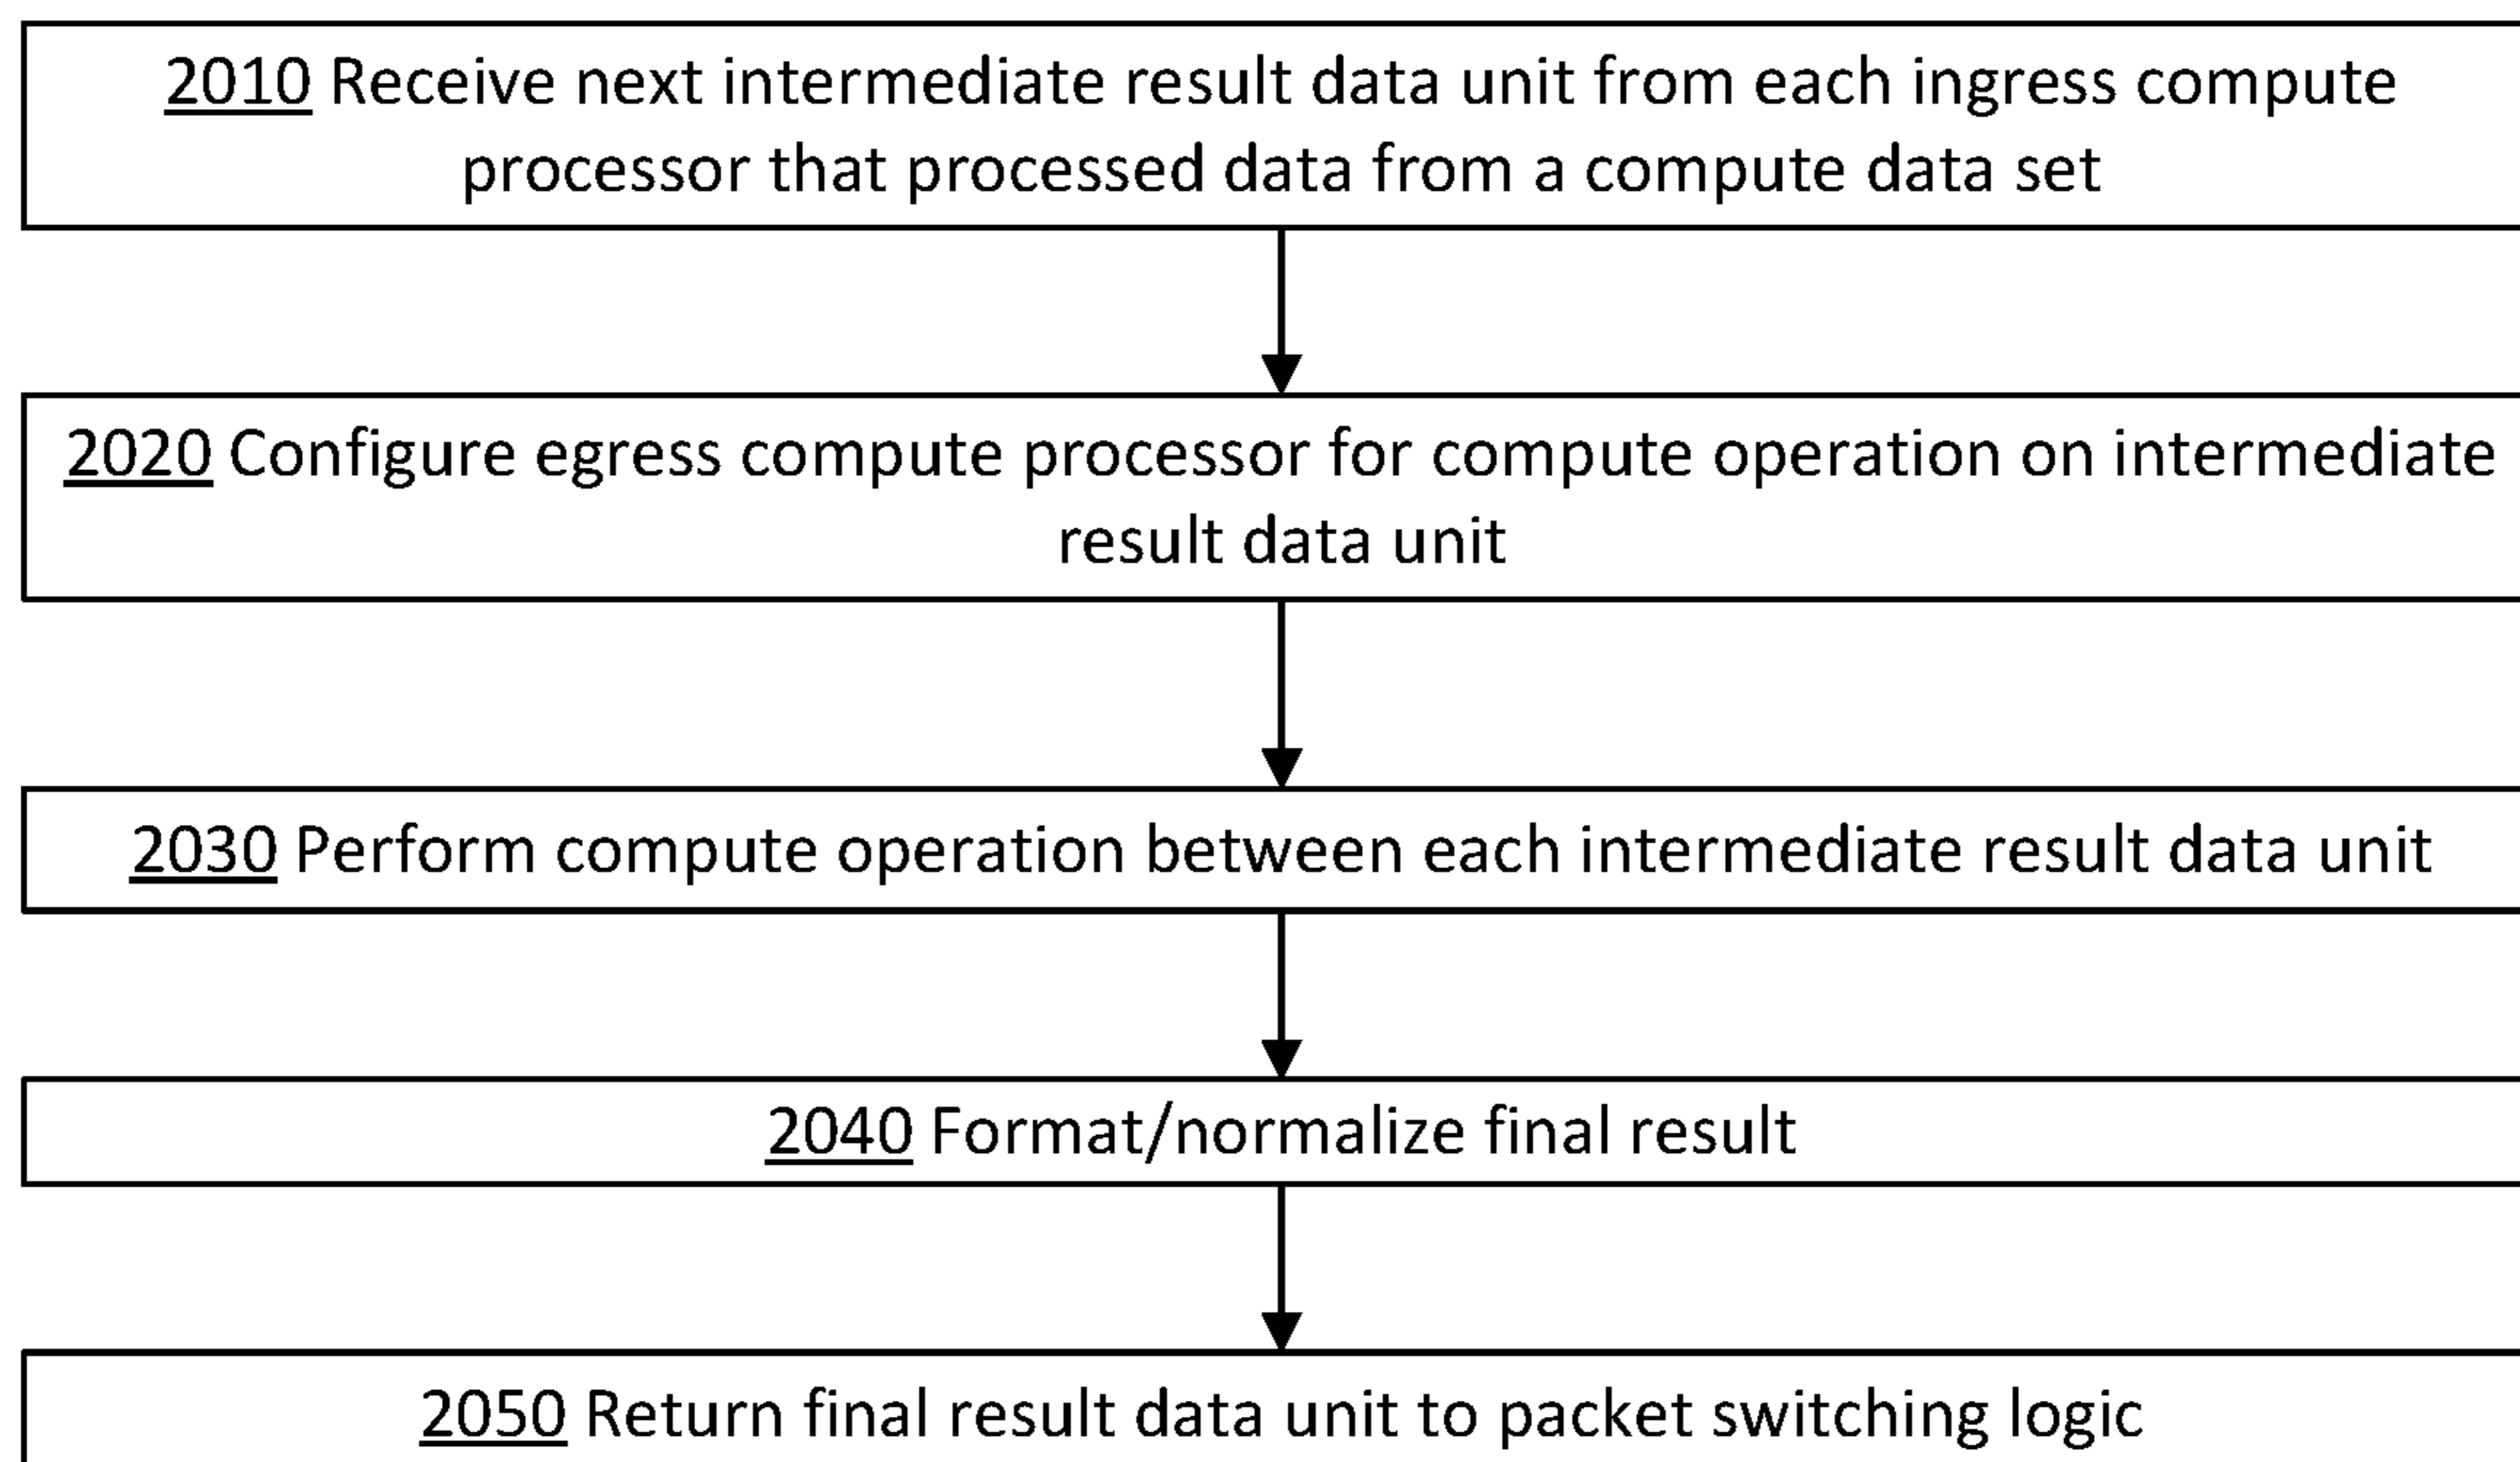 2010 Receive next intermediate result data unit from each ingress compute
processor that processed data from a compute data set
2020 Configure egress compute processor for compute operation on intermediate
result data unit
2030 Perform compute operation between each intermediate result data unit
2040 Format/normalize final result
2050 Return final result data unit to packet switching logic